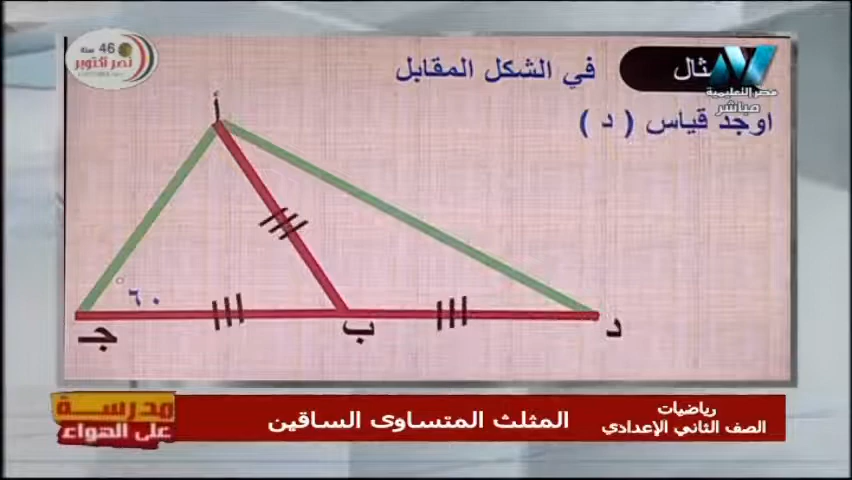 46 سنة
نصر أكتوبر
مصر التعليمية
مباشر
مثال
في الشكل المقابل
اوجد قياس ( د )
أ
٦٠°
جـ
ب
د
مدرسة
على الهواء
المثلث المتساوى الساقين
رياضيات
الصف الثاني الإعدادي